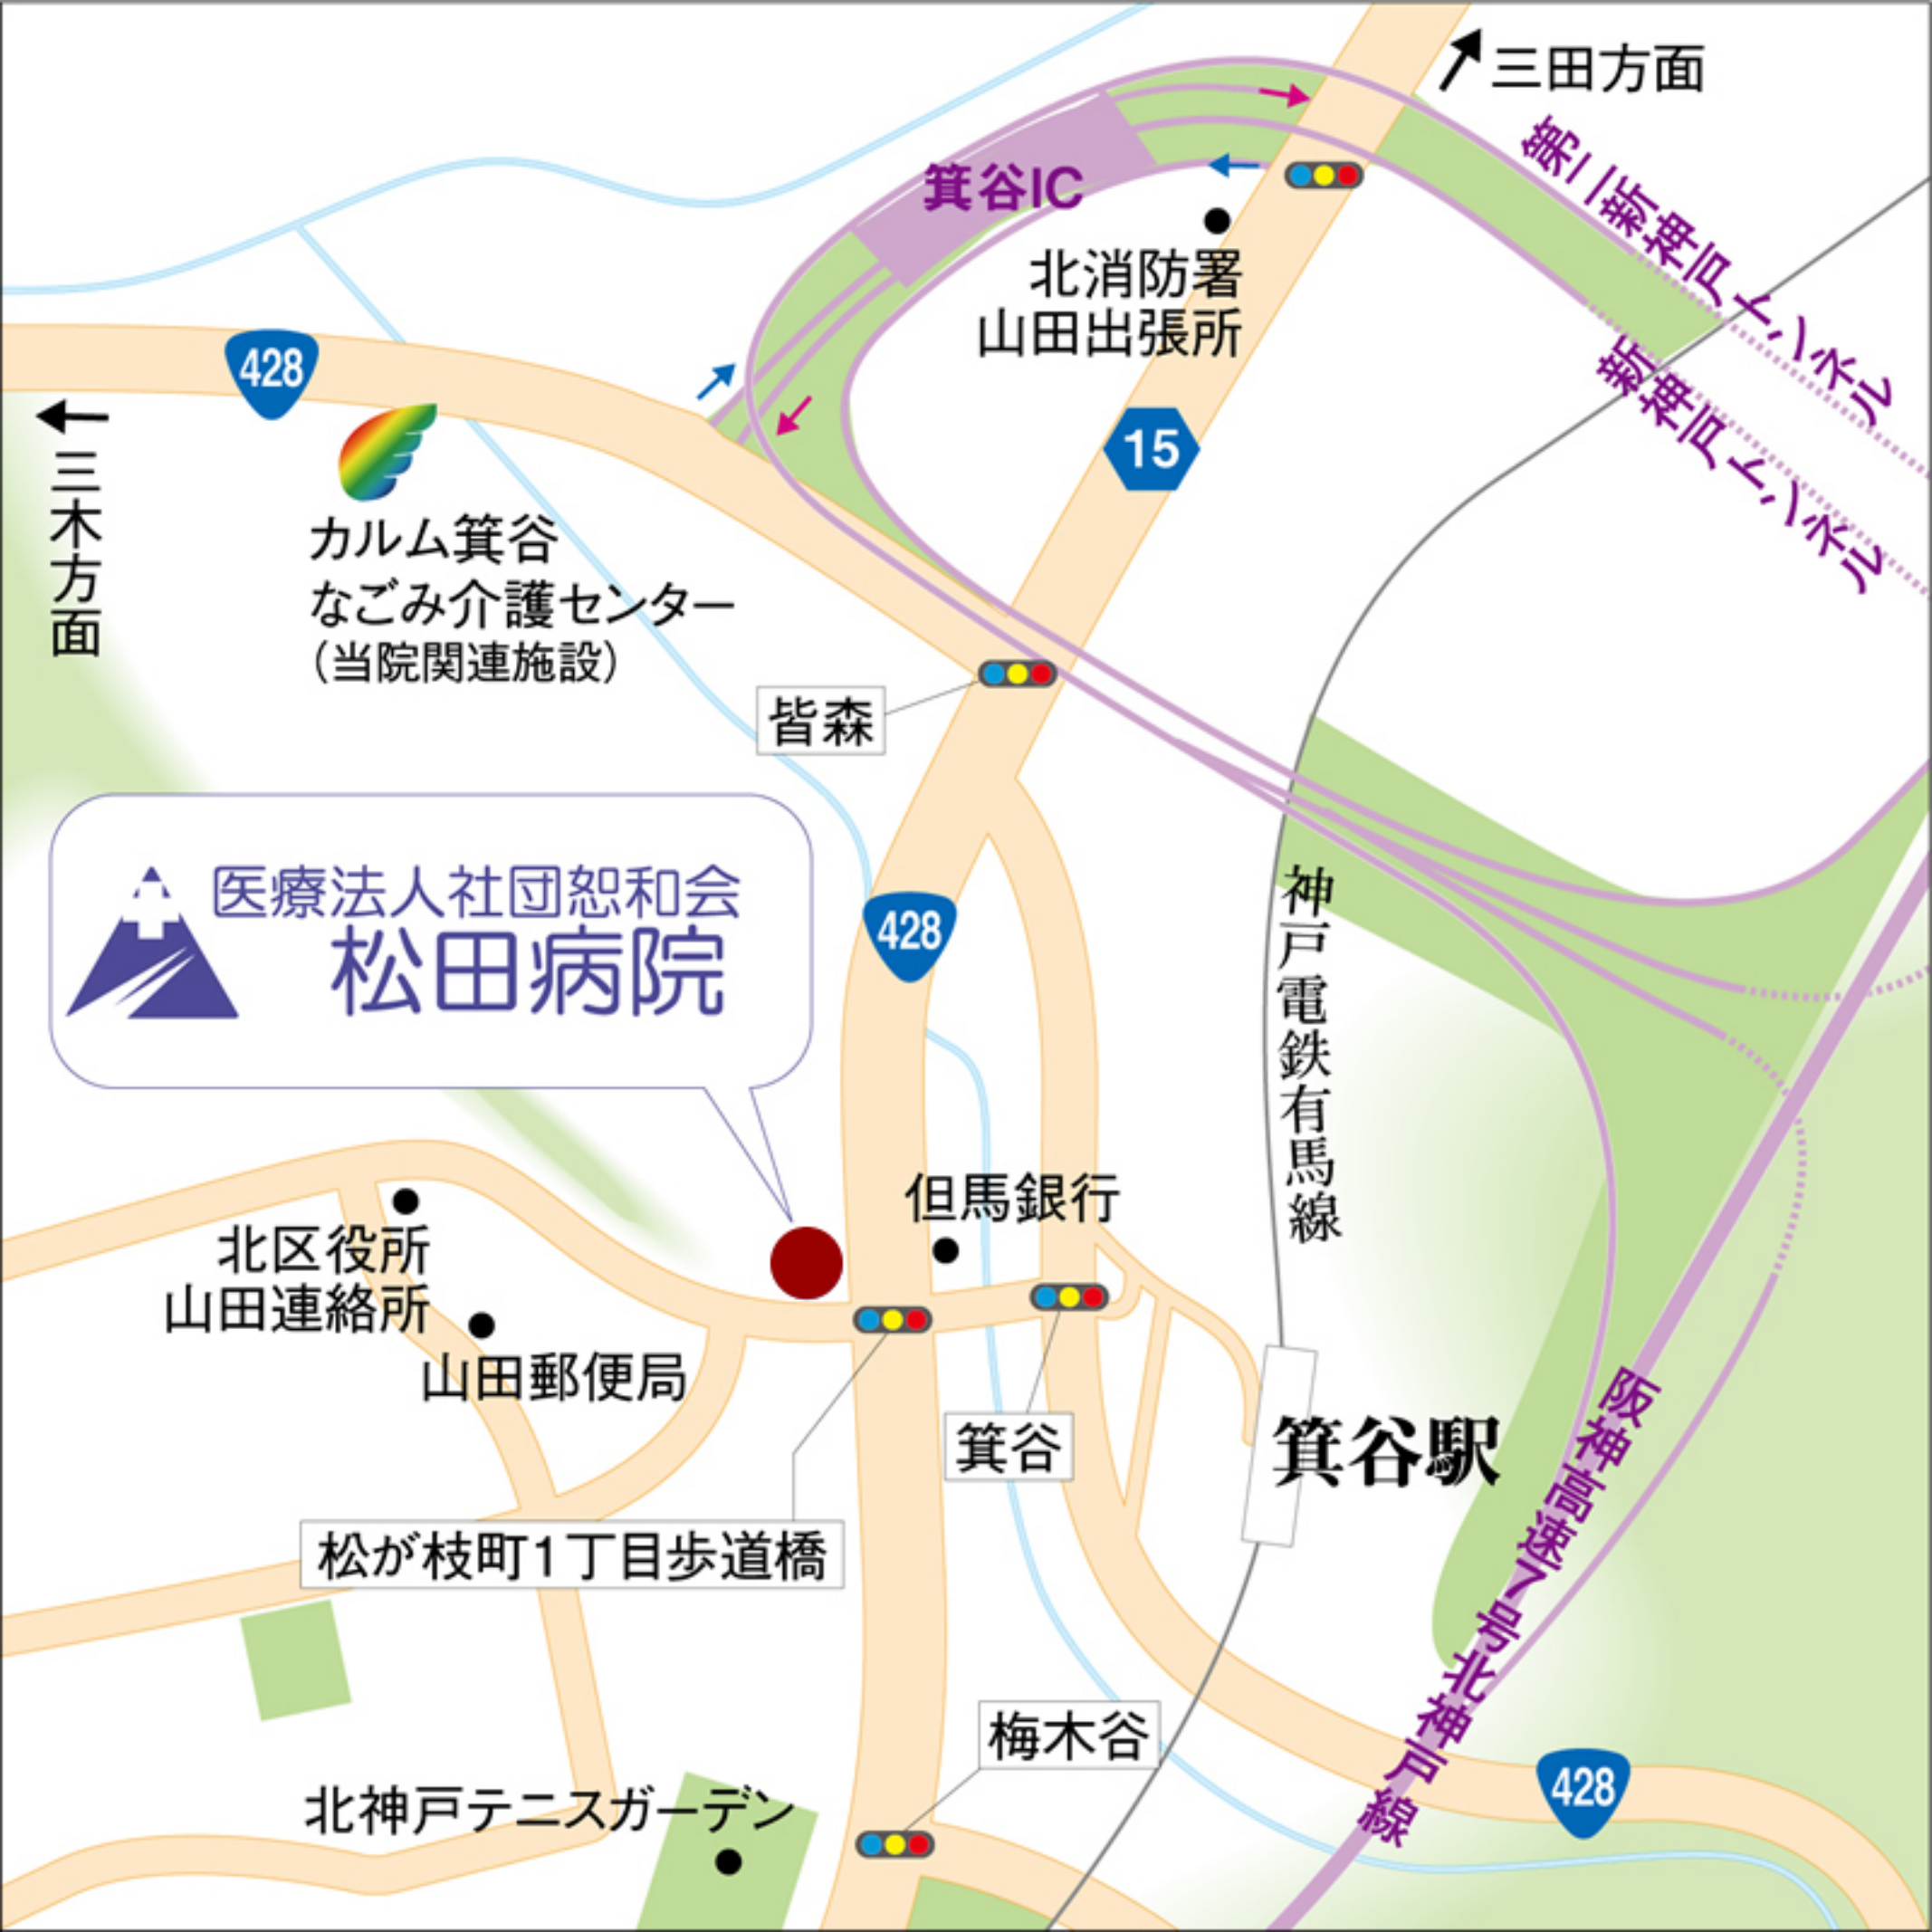 三田方面
第二新神戸トンネル
箕谷IC
北消防署
山田出張所
新神戸トンネル
428
15
三木方面
カルム箕谷
なごみ介護センター
（当院関連施設）
皆森
医療法人社団恕和会
松田病院
428
神戸電鉄有馬線
但馬銀行
北区役所
山田連絡所
山田郵便局
箕谷
箕谷駅
阪神高速7号北神戸線
松が枝町1丁目歩道橋
梅木谷
428
北神戸テニスガーデン